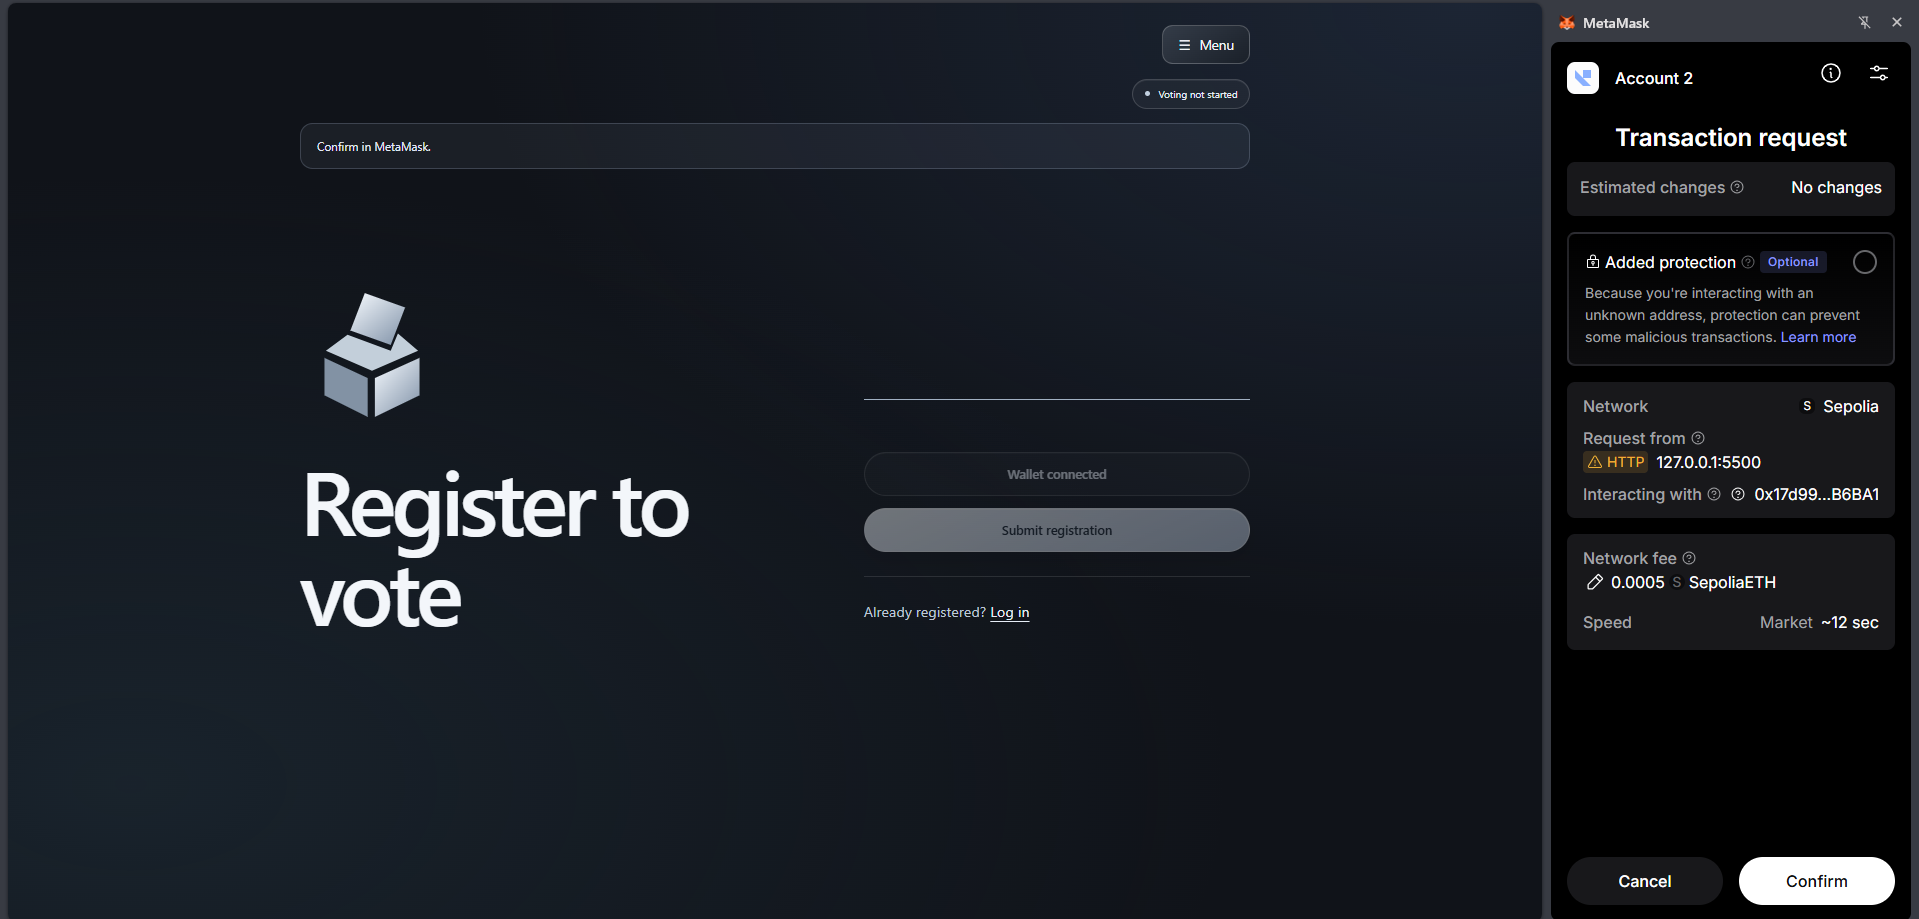 Menu
Voting not started
Confirm in MetaMask.
Register to
vote
Wallet connected
Submit registration
Already registered? Log in
MetaMask
Account 2
Transaction request
Estimated changes No changes
Added protection Optional
Because you're interacting with an
unknown address, protection can prevent
some malicious transactions. Learn more
Network S Sepolia
Request from
HTTP 127.0.0.1:5500
Interacting with 0x17d99...B6BA1
Network fee
0.0005 S SepoliaETH
Speed Market ~12 sec
Cancel Confirm